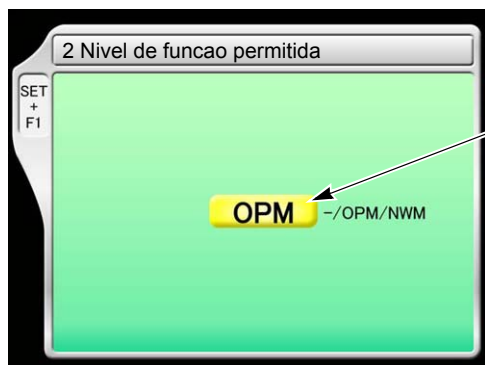 2 Nivel de funcao permitida
SET
+
F1
OPM -/OPM/NWM